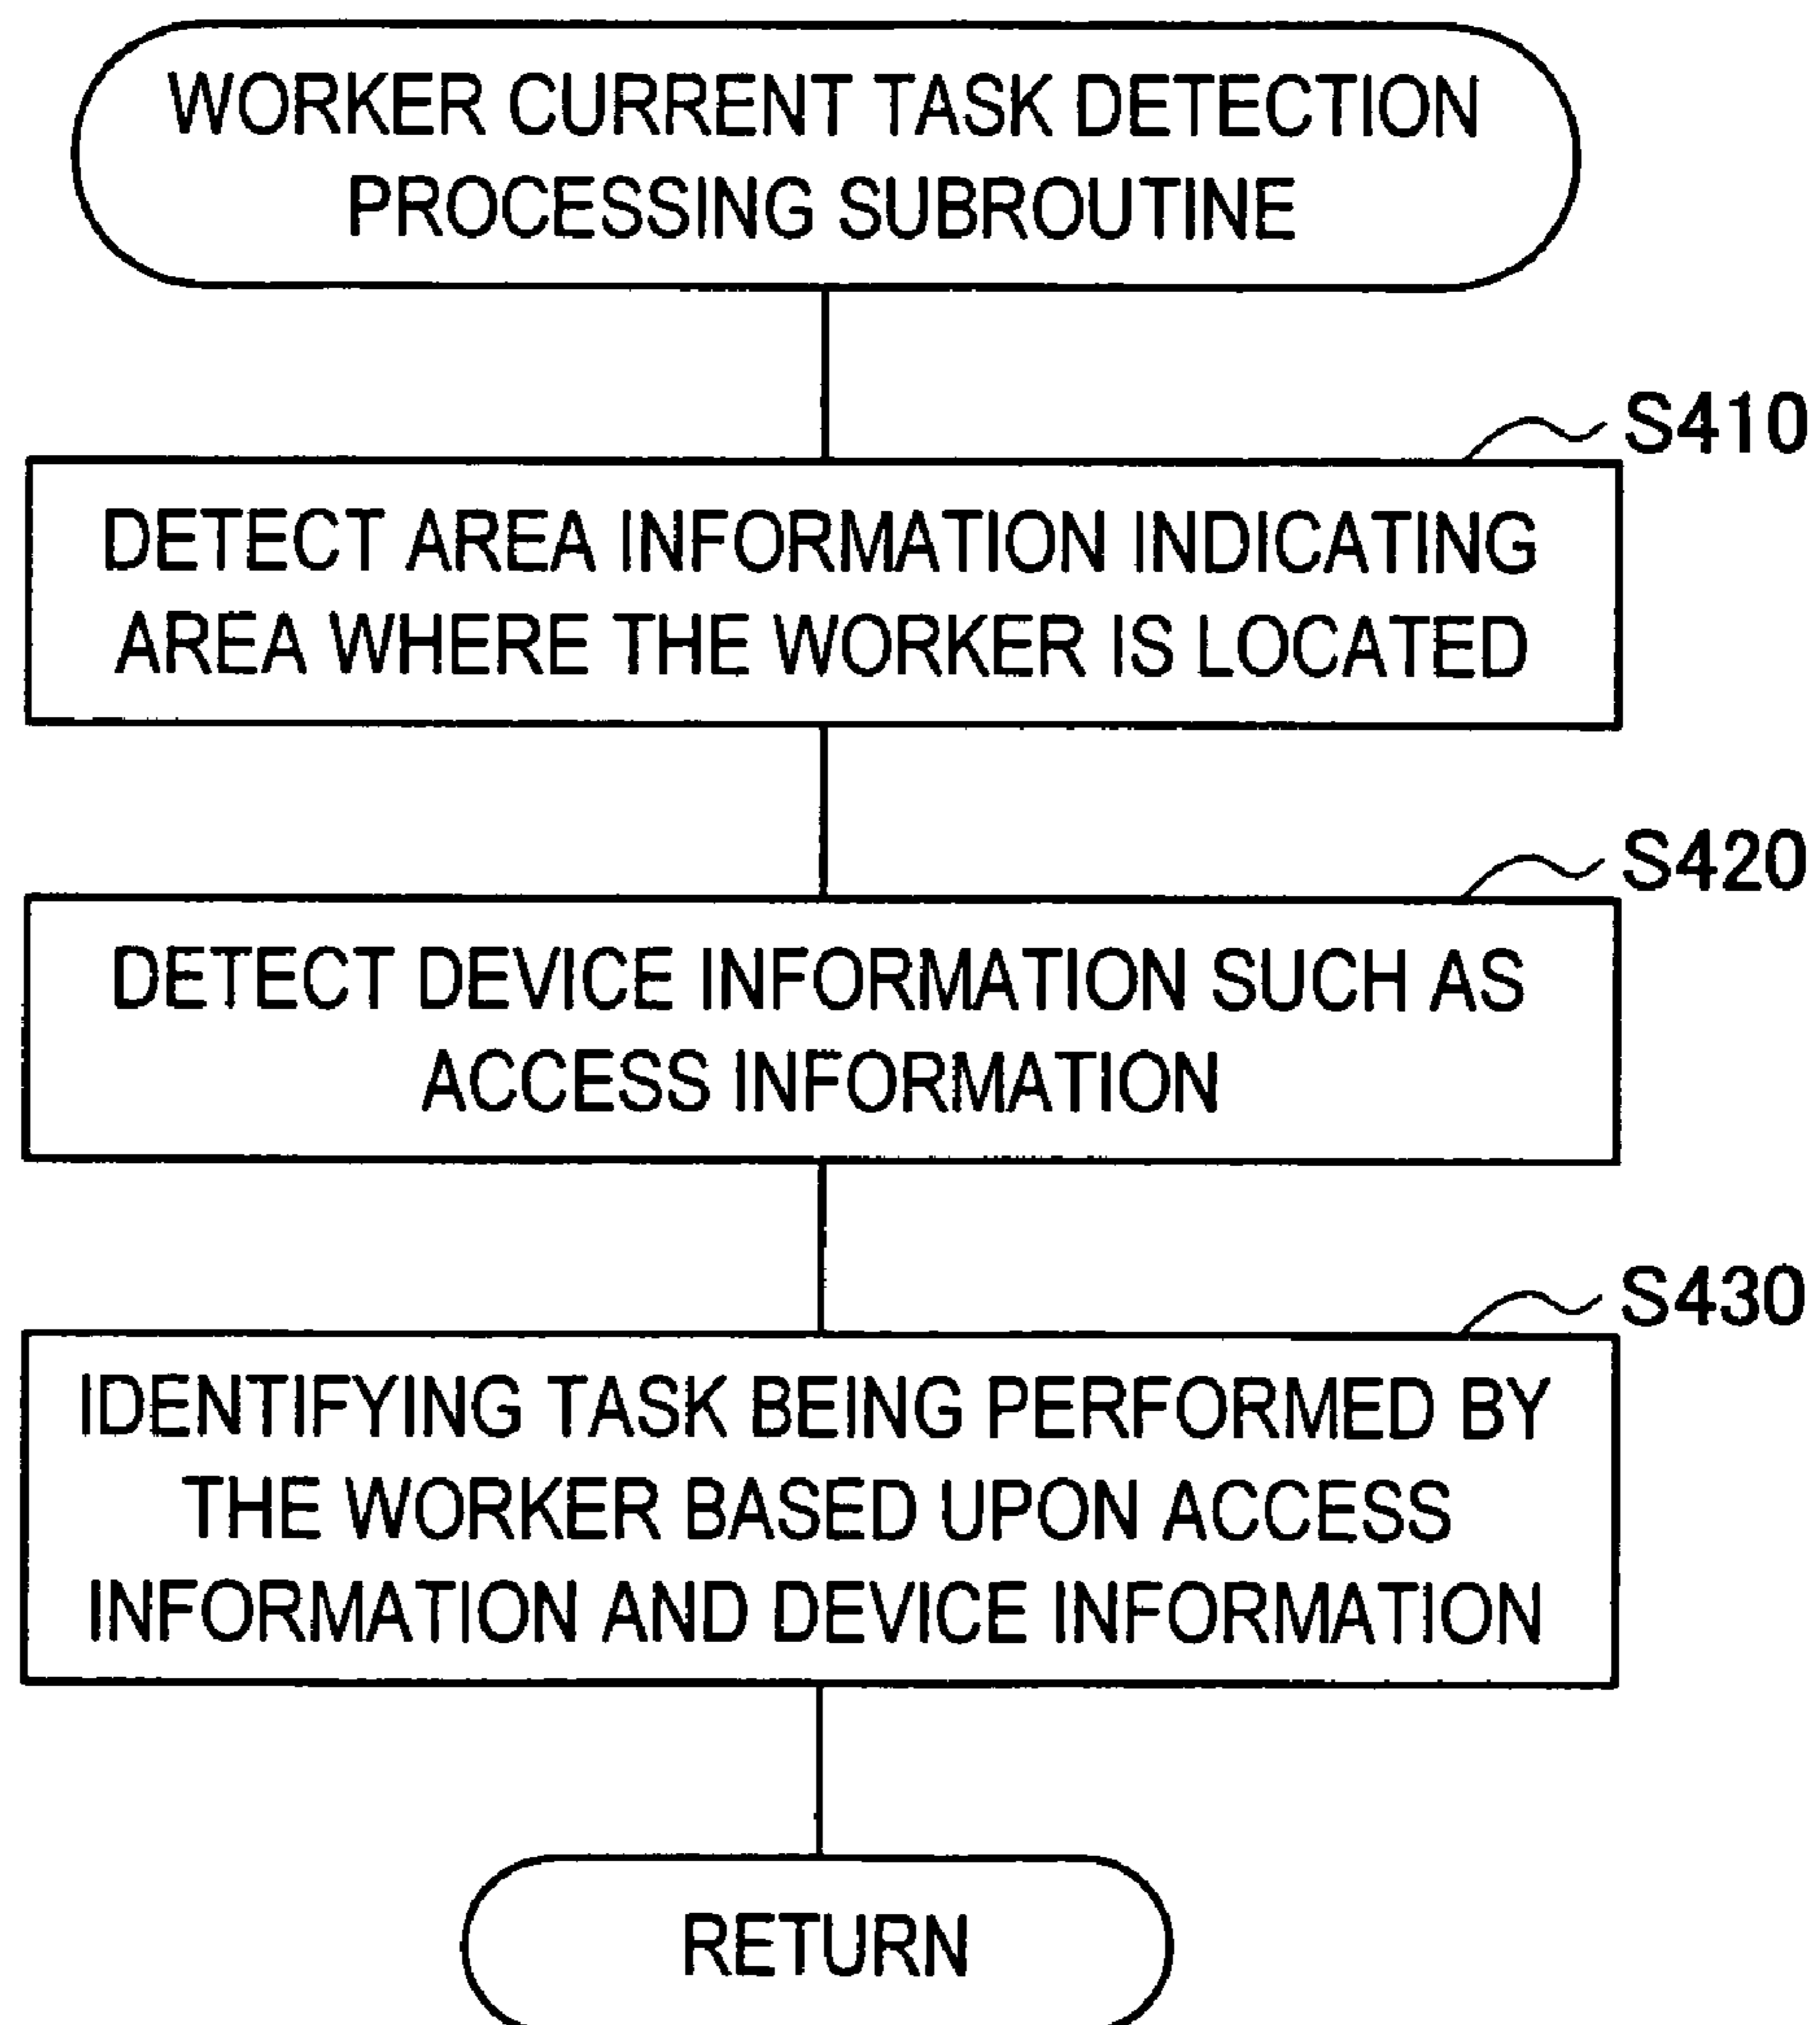 WORKER CURRENT TASK DETECTION
PROCESSING SUBROUTINE
S410
DETECT AREA INFORMATION INDICATING
AREA WHERE THE WORKER IS LOCATED
S420
DETECT DEVICE INFORMATION SUCH AS
ACCESS INFORMATION
S430
IDENTIFYING TASK BEING PERFORMED BY
THE WORKER BASED UPON ACCESS
INFORMATION AND DEVICE INFORMATION
RETURN